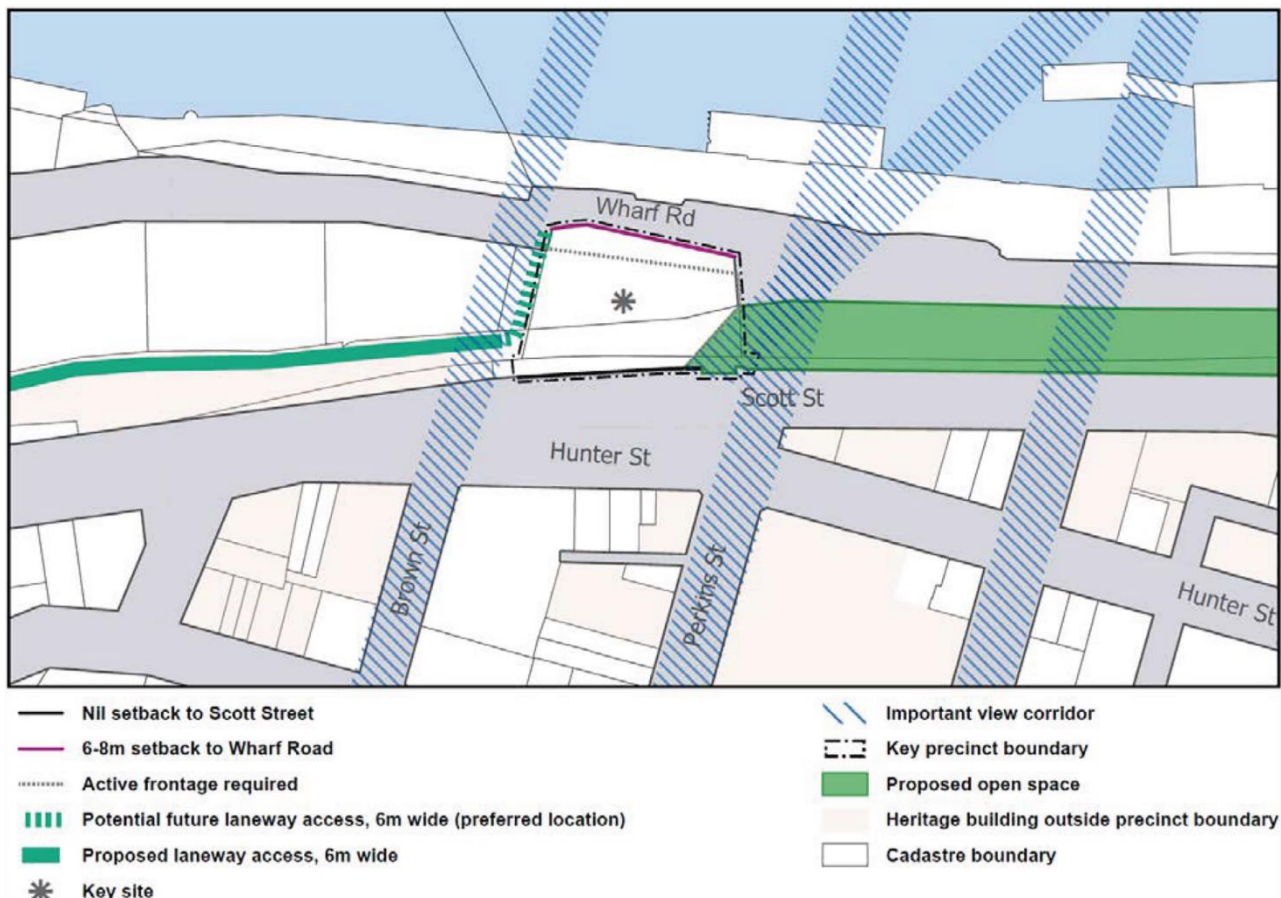 Wharf Rd
Scott St
Hunter St
Brown St
Perkins St
Hunter St
Nil setback to Scott Street
6-8m setback to Wharf Road
Active frontage required
Potential future laneway access, 6m wide (preferred location)
Proposed laneway access, 6m wide
Key site
Important view corridor
Key precinct boundary
Proposed open space
Heritage building outside precinct boundary
Cadastre boundary